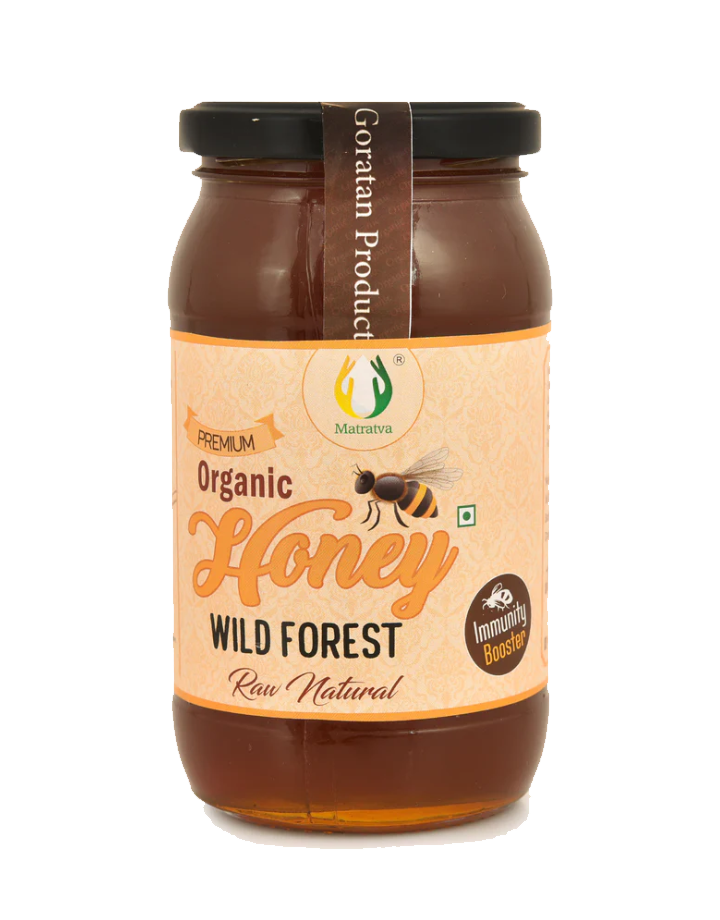 Goratan Product
®
Matratva
PREMIUM
Organic
Honey
WILD FOREST
Raw Natural
Immunity
Booster